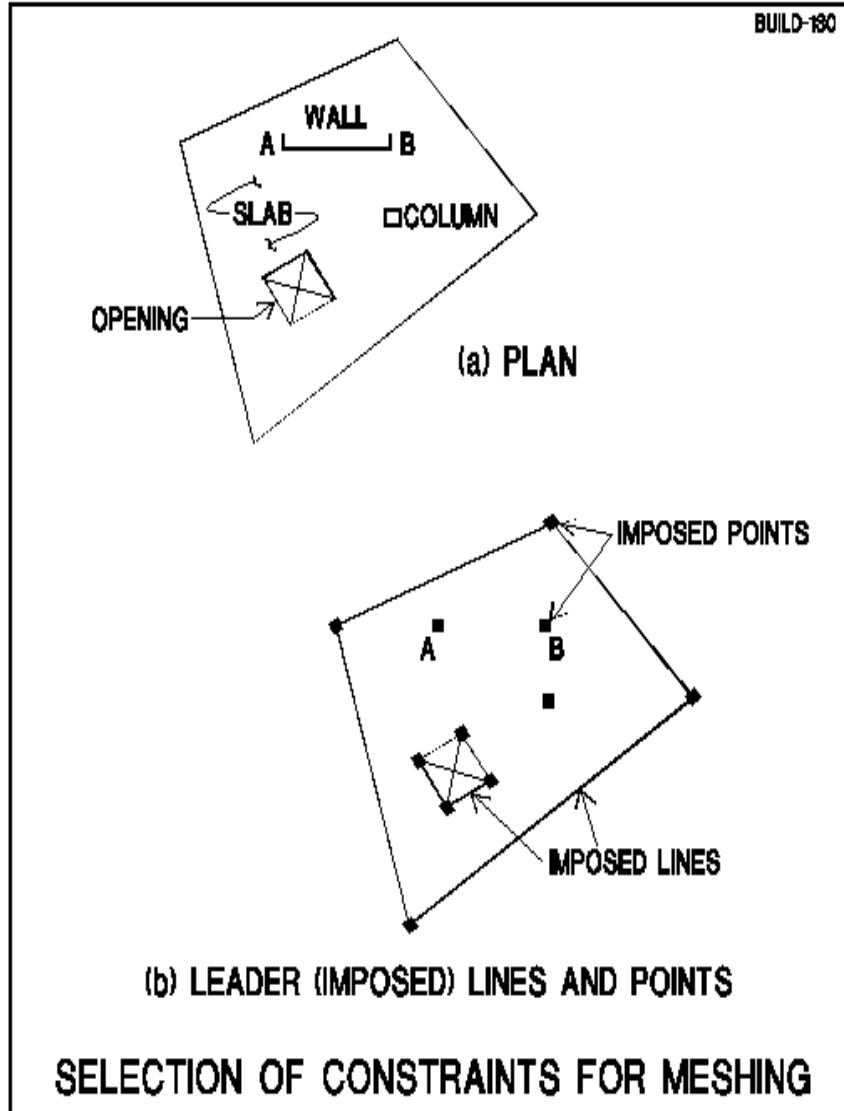 BUILD-180
WALL
A B
SLAB
COLUMN
OPENING
(a) PLAN
IMPOSED POINTS
A B
IMPOSED LINES
(b) LEADER (IMPOSED) LINES AND POINTS
SELECTION OF CONSTRAINTS FOR MESHING